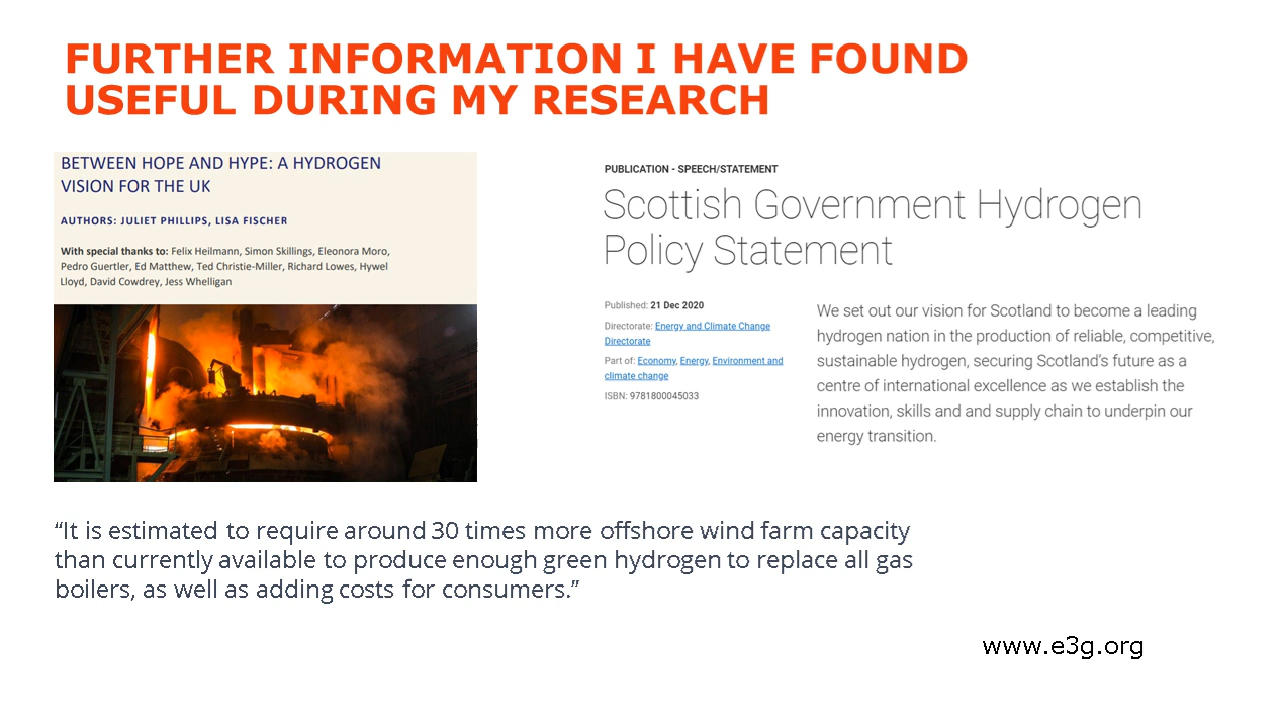 FURTHER INFORMATION I HAVE FOUND
USEFUL DURING MY RESEARCH
BETWEEN HOPE AND HYPE: A HYDROGEN
VISION FOR THE UK
AUTHORS: JULIET PHILLIPS, LISA FISCHER
With special thanks to: Felix Heilmann, Simon Skillings, Eleonora Moro,
Pedro Guertler, Ed Matthew, Ted Christie-Miller, Richard Lowes, Hywel
Lloyd, David Cowdrey, Jess Whelligan
PUBLICATION - SPEECH/STATEMENT
Scottish Government Hydrogen
Policy Statement
Published: 21 Dec 2020
Directorate: Energy and Climate Change
Directorate
Part of: Economy, Energy, Environment and
climate change
ISBN: 9781800045033
We set out our vision for Scotland to become a leading
hydrogen nation in the production of reliable, competitive,
sustainable hydrogen, securing Scotland's future as a
centre of international excellence as we establish the
innovation, skills and and supply chain to underpin our
energy transition.
“It is estimated to require around 30 times more offshore wind farm capacity
than currently available to produce enough green hydrogen to replace all gas
boilers, as well as adding costs for consumers.”
www.e3g.org